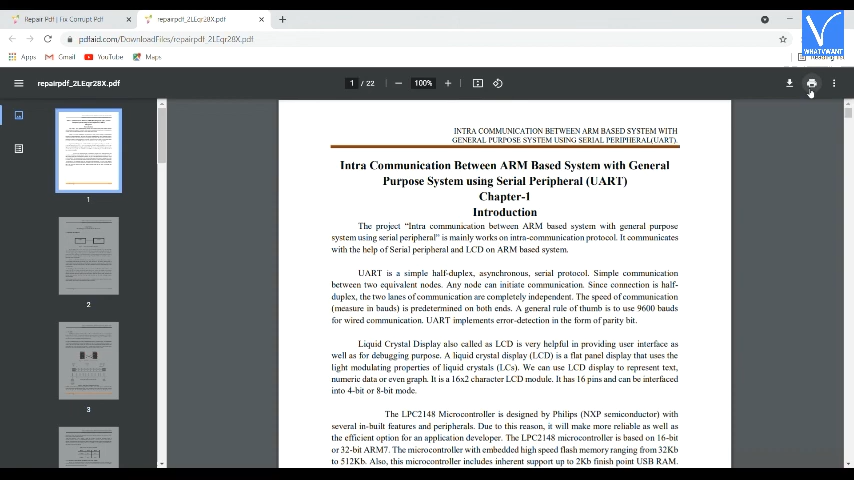 Repair Pdf | Fix Corrupt Pdf
repairpdf_2LEqr28X.pdf
pdfaid.com/DownloadFiles/repairpdf_2LEqr28X.pdf
Apps
Gmail
YouTube
Maps
WHATVWANT
repairpdf_2LEqr28X.pdf
1 / 22
100%
1
2
3
INTRA COMMUNICATION BETWEEN ARM BASED SYSTEM WITH
GENERAL PURPOSE SYSTEM USING SERIAL PERIPHERAL(UART).
Intra Communication Between ARM Based System with General
Purpose System using Serial Peripheral (UART)
Chapter-1
Introduction
The project “Intra communication between ARM based system with general purpose
system using serial peripheral” is mainly works on intra-communication protocol. It communicates
with the help of Serial peripheral and LCD on ARM based system.
UART is a simple half-duplex, asynchronous, serial protocol. Simple communication
between two equivalent nodes. Any node can initiate communication. Since connection is half-
duplex, the two lanes of communication are completely independent. The speed of communication
(measure in bauds) is predetermined on both ends. A general rule of thumb is to use 9600 bauds
for wired communication. UART implements error-detection in the form of parity bit.
Liquid Crystal Display also called as LCD is very helpful in providing user interface as
well as for debugging purpose. A liquid crystal display (LCD) is a flat panel display that uses the
light modulating properties of liquid crystals (LCs). We can use LCD display to represent text,
numeric data or even graph. It is a 16x2 character LCD module. It has 16 pins and can be interfaced
into 4-bit or 8-bit mode.
The LPC2148 Microcontroller is designed by Philips (NXP semiconductor) with
several in-built features and peripherals. Due to this reason, it will make more reliable as well as
the efficient option for an application developer. The LPC2148 microcontroller is based on 16-bit
or 32-bit ARM7. The microcontroller with embedded high speed flash memory ranging from 32Kb
to 512Kb. Also, this microcontroller includes inherent support up to 2Kb finish point USB RAM.